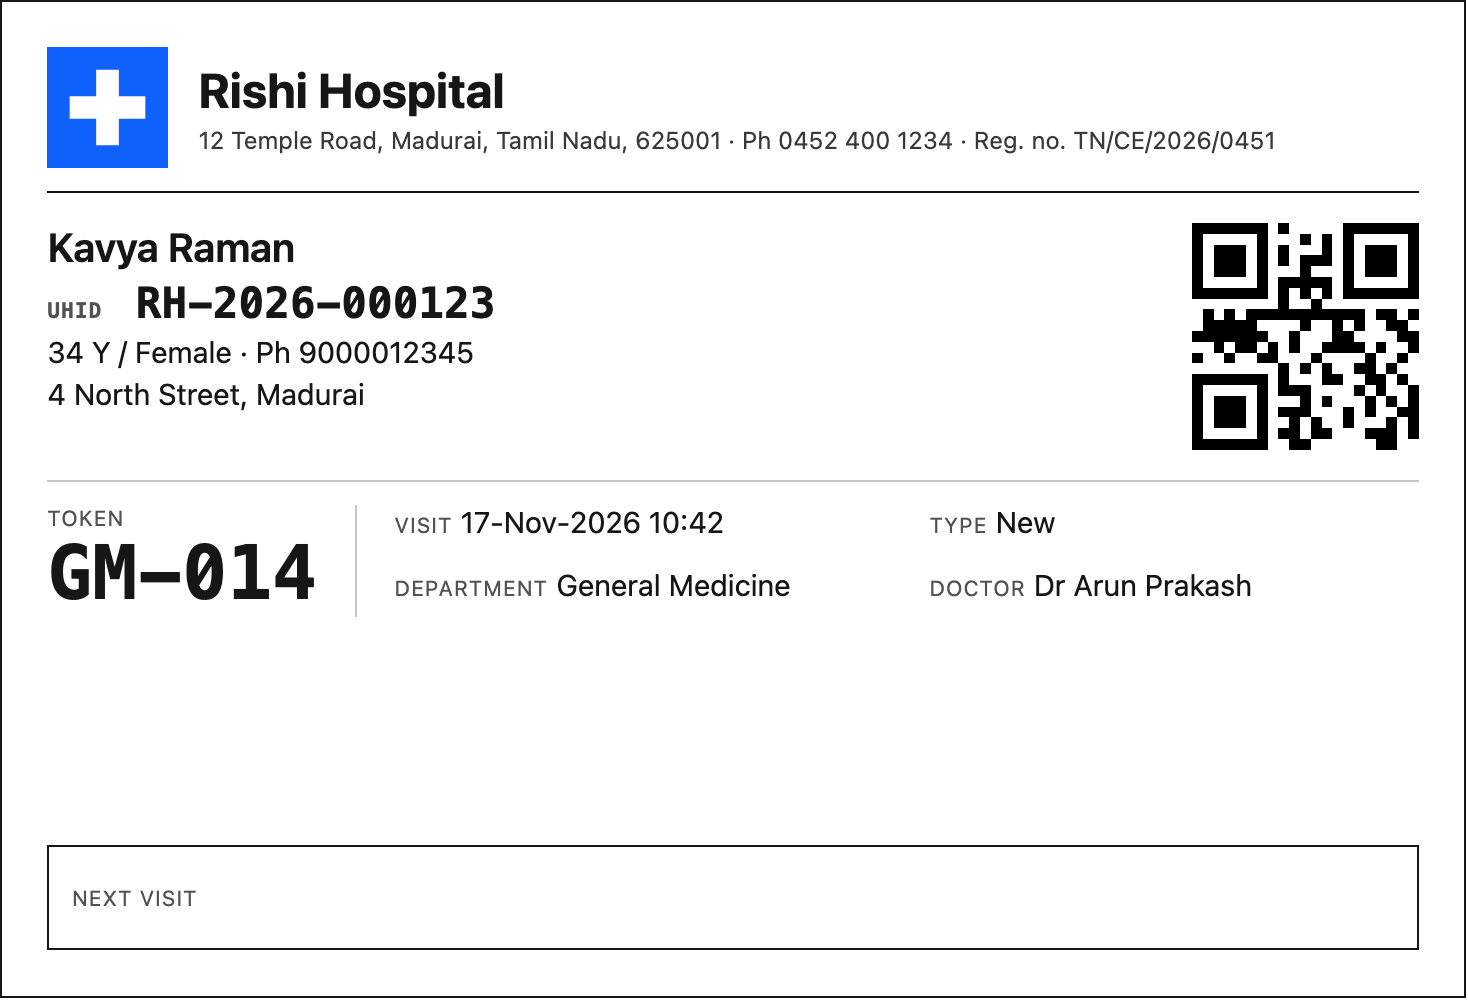 Rishi Hospital
12 Temple Road, Madurai, Tamil Nadu, 625001 · Ph 0452 400 1234 · Reg. no. TN/CE/2026/0451
Kavya Raman
UHID RH-2026-000123
34 Y / Female · Ph 9000012345
4 North Street, Madurai
TOKEN
GM-014
VISIT 17-Nov-2026 10:42
TYPE New
DEPARTMENT General Medicine
DOCTOR Dr Arun Prakash
NEXT VISIT